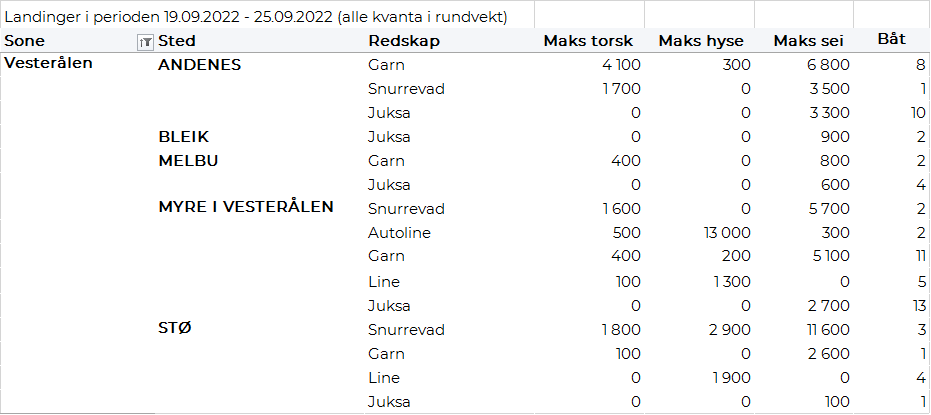 Landinger i perioden 19.09.2022 - 25.09.2022 (alle kvanta i rundvekt)
Sone Sted Redskap Maks torsk Maks hyse Maks sei Båt
Vesterålen ANDENES Garn 4 100 300 6 800 8
Snurrevad 1 700 0 3 500 1
Juksa 0 0 3 300 10
BLEIK Juksa 0 0 900 2
MELBU Garn 400 0 800 2
Juksa 0 0 600 4
MYRE I VESTERÅLEN Snurrevad 1 600 0 5 700 2
Autoline 500 13 000 300 2
Garn 400 200 5 100 11
Line 100 1 300 0 5
Juksa 0 0 2 700 13
STØ Snurrevad 1 800 2 900 11 600 3
Garn 100 0 2 600 1
Line 0 1 900 0 4
Juksa 0 0 100 1